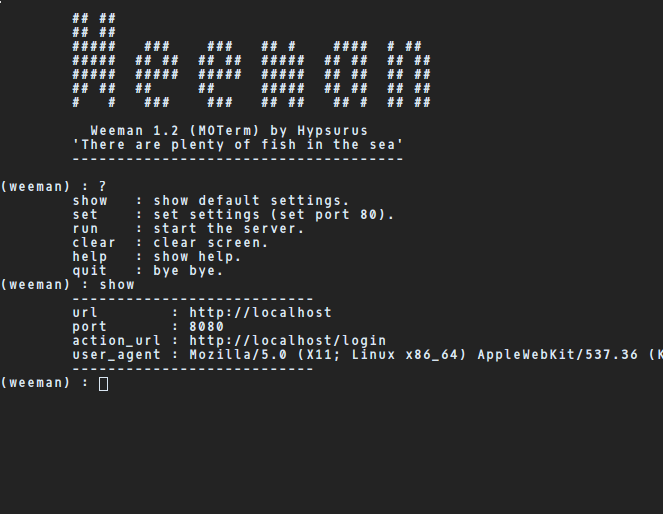 Weeman
Weeman 1.2 (MOTerm) by Hypsurus
'There are plenty of fish in the sea'
-------------------------------------
(weeman) : ?
show : show default settings.
set : set settings (set port 80).
run : start the server.
clear : clear screen.
help : show help.
quit : bye bye.
(weeman) : show
---------------------------
url : http://localhost
port : 8080
action_url : http://localhost/login
user_agent : Mozilla/5.0 (X11; Linux x86_64) AppleWebKit/537.36 (K
---------------------------
(weeman) :